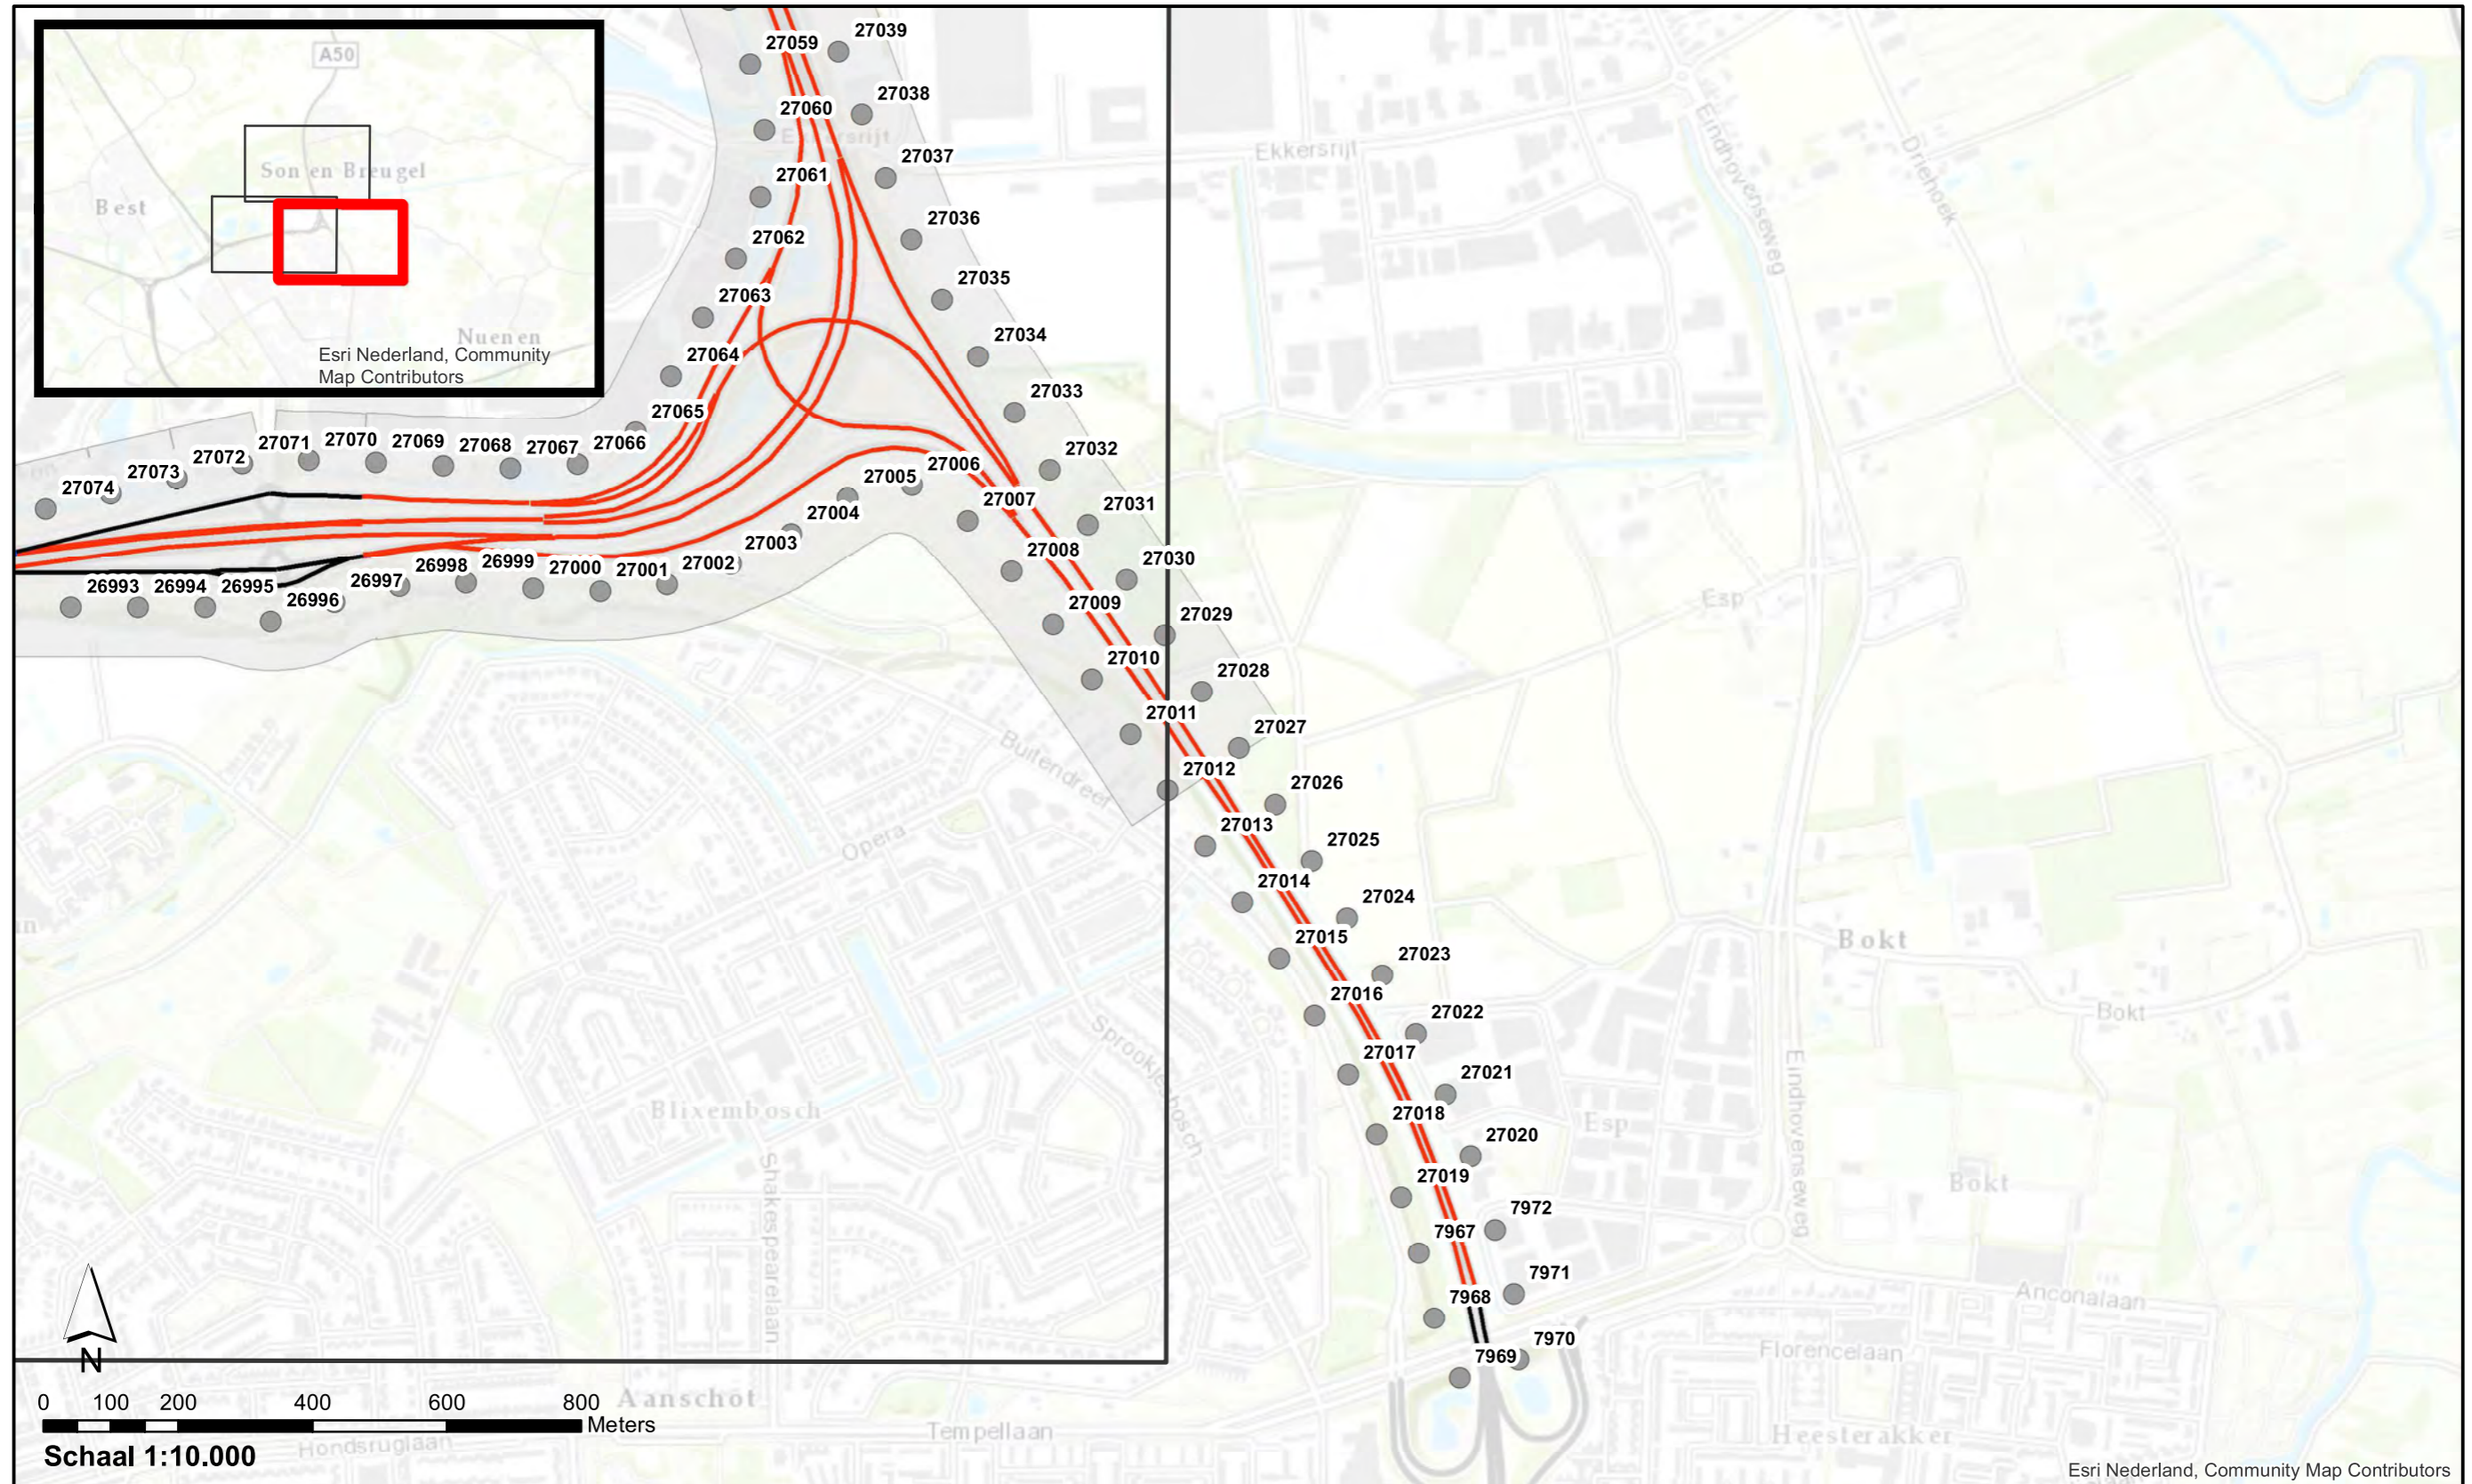 A50
Son en Breugel
Best
Nuenen
Esri Nederland, Community
Map Contributors
27059
27039
27060
27038
Ekkersrijt
27061
27037
27062
27036
27063
27035
27064
27034
27065
27033
27066
27067
27068
27069
27070
27071
27072
27073
27074
27032
27031
27030
27029
27028
27027
27026
27025
27024
27023
27022
27021
27020
7972
7971
7970
26993
26994
26995
26996
26997
26998
26999
27000
27001
27002
27003
27004
27005
27006
27007
27008
27009
27010
27011
27012
27013
27014
27015
27016
27017
27018
27019
7967
7968
7969
Ekkersrijt
Eindhovenseweg
Driehoek
Esp
Buitendreef
Opera
Bokt
Bokt
Blixembosch
Esp
Eindhovenseweg
Bokt
Shakespearelaan
Anconalaan
Florencelaan
Aanschot
Tempellaan
Heesterakker
Hondsruglaan
N
0 100 200 400 600 800
Meters
Schaal 1:10.000
Esri Nederland, Community Map Contributors